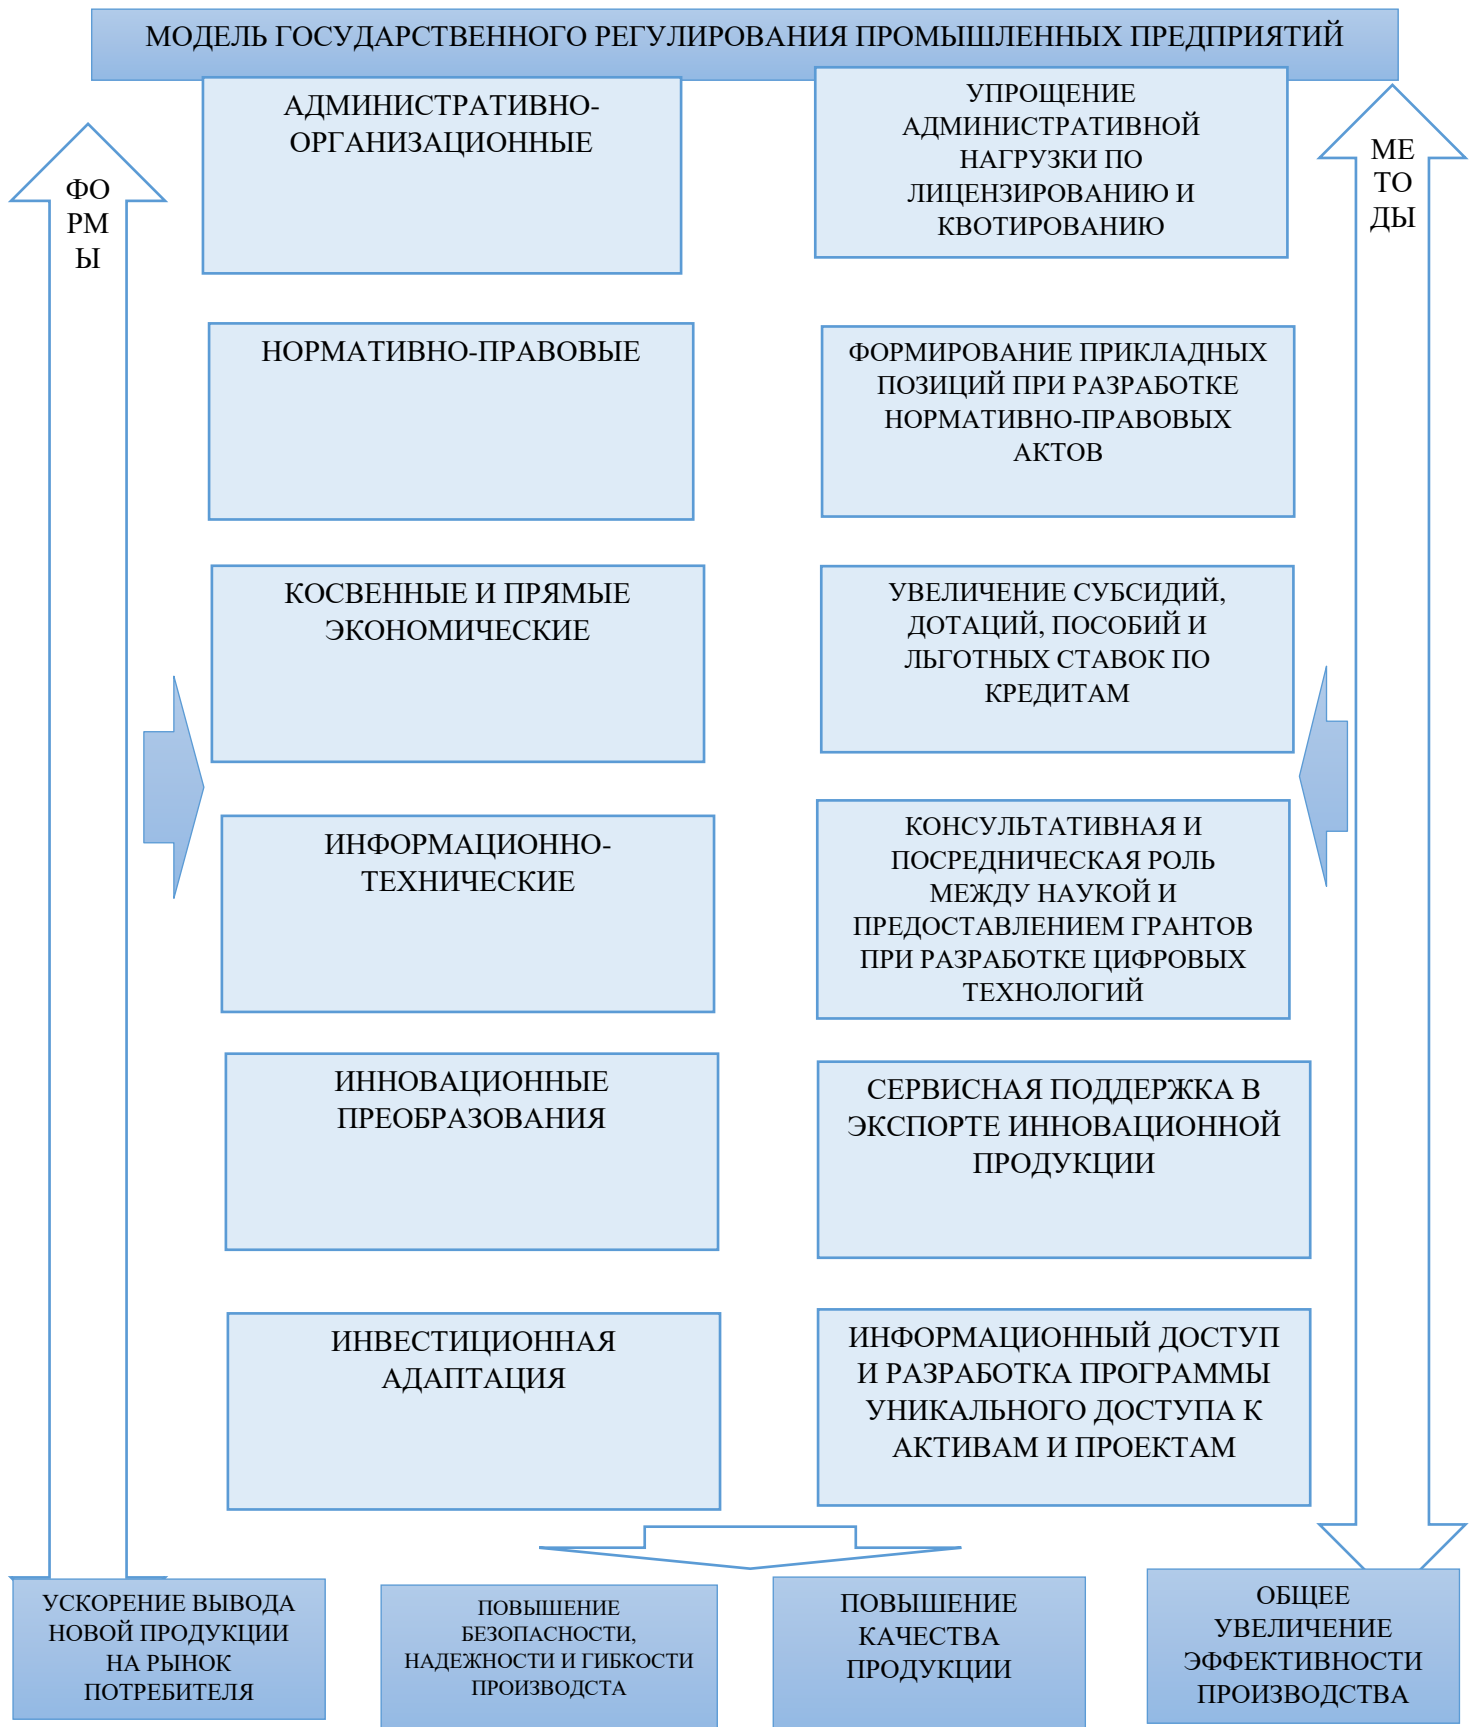 МОДЕЛЬ ГОСУДАРСТВЕННОГО РЕГУЛИРОВАНИЯ ПРОМЫШЛЕННЫХ ПРЕДПРИЯТИЙ
ФО
РМ
Ы
АДМИНИСТРАТИВНО-
ОРГАНИЗАЦИОННЫЕ
УПРОЩЕНИЕ
АДМИНИСТРАТИВНОЙ
НАГРУЗКИ ПО
ЛИЦЕНЗИРОВАНИЮ И
КВОТИРОВАНИЮ
МЕ
ТО
ДЫ
НОРМАТИВНО-ПРАВОВЫЕ
ФОРМИРОВАНИЕ ПРИКЛАДНЫХ
ПОЗИЦИЙ ПРИ РАЗРАБОТКЕ
НОРМАТИВНО-ПРАВОВЫХ
АКТОВ
КОСВЕННЫЕ И ПРЯМЫЕ
ЭКОНОМИЧЕСКИЕ
УВЕЛИЧЕНИЕ СУБСИДИЙ,
ДОТАЦИЙ, ПОСОБИЙ И
ЛЬГОТНЫХ СТАВОК ПО
КРЕДИТАМ
ИНФОРМАЦИОННО-
ТЕХНИЧЕСКИЕ
КОНСУЛЬТАТИВНАЯ И
ПОСРЕДНИЧЕСКАЯ РОЛЬ
МЕЖДУ НАУКОЙ И
ПРЕДОСТАВЛЕНИЕМ ГРАНТОВ
ПРИ РАЗРАБОТКЕ ЦИФРОВЫХ
ТЕХНОЛОГИЙ
ИННОВАЦИОННЫЕ
ПРЕОБРАЗОВАНИЯ
СЕРВИСНАЯ ПОДДЕРЖКА В
ЭКСПОРТЕ ИННОВАЦИОННОЙ
ПРОДУКЦИИ
ИНВЕСТИЦИОННАЯ
АДАПТАЦИЯ
ИНФОРМАЦИОННЫЙ ДОСТУП
И РАЗРАБОТКА ПРОГРАММЫ
УНИКАЛЬНОГО ДОСТУПА К
АКТИВАМ И ПРОЕКТАМ
УСКОРЕНИЕ ВЫВОДА
НОВОЙ ПРОДУКЦИИ
НА РЫНОК
ПОТРЕБИТЕЛЯ
ПОВЫШЕНИЕ
БЕЗОПАСНОСТИ,
НАДЕЖНОСТИ И ГИБКОСТИ
ПРОИЗВОДСТА
ПОВЫШЕНИЕ
КАЧЕСТВА
ПРОДУКЦИИ
ОБЩЕЕ
УВЕЛИЧЕНИЕ
ЭФФЕКТИВНОСТИ
ПРОИЗВОДСТВА